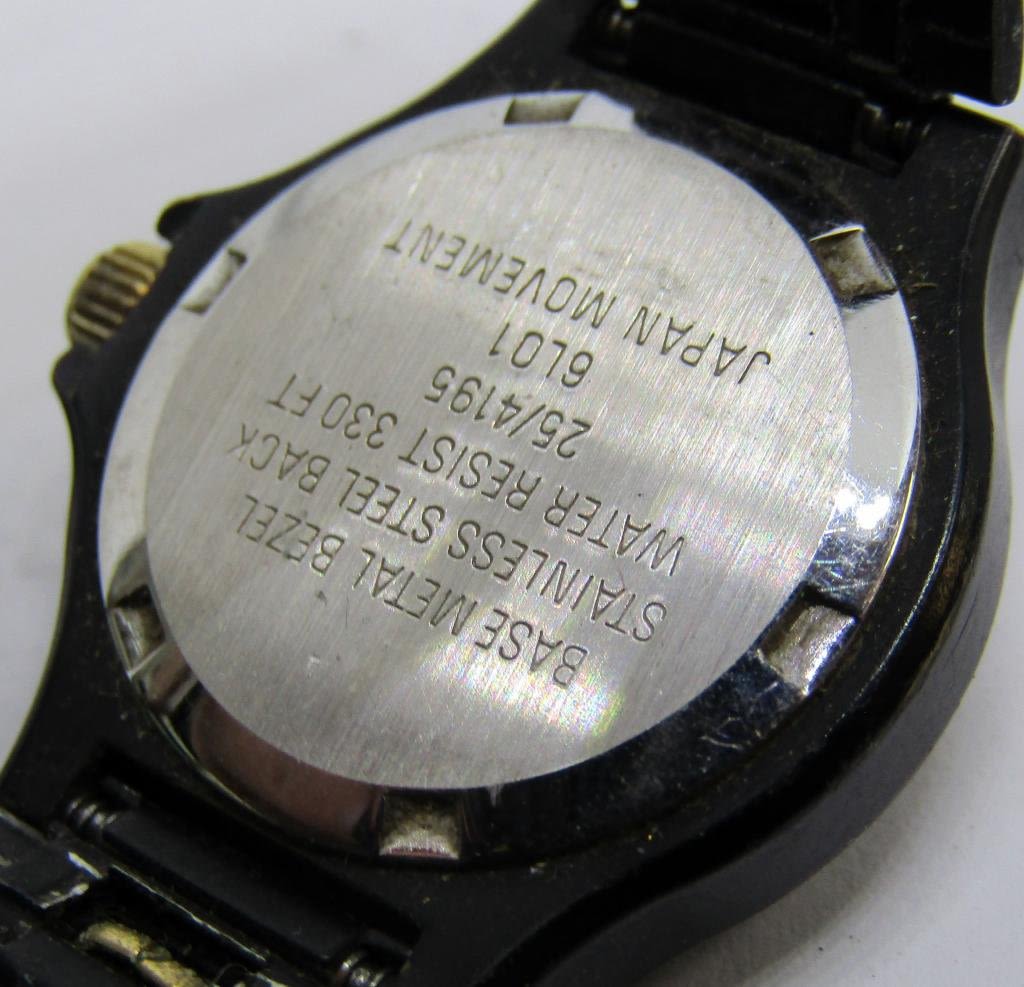 BASE METAL BEZEL
STAINLESS STEEL BACK
WATER RESIST 330 FT
25/4195
6L01
JAPAN MOVEMENT